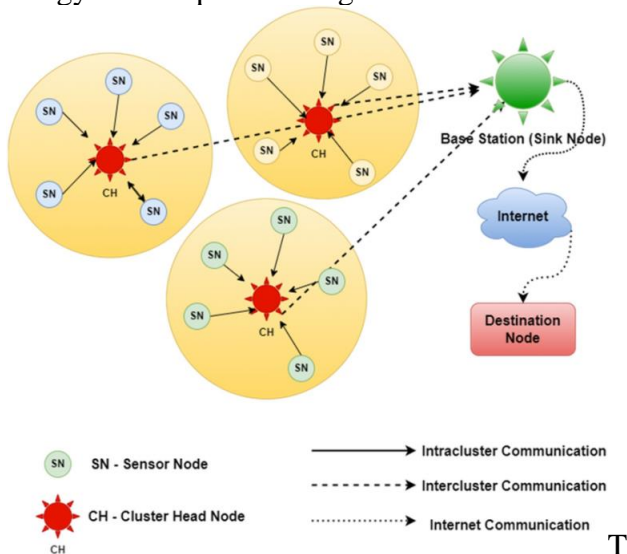 SN
SN
SN
SN
SN
CH
SN
SN
SN
SN
SN
CH
SN
SN
SN
SN
SN
CH
Base Station (Sink Node)
Internet
Destination
Node
SN
SN - Sensor Node
CH - Cluster Head Node
CH
Intracluster Communication
Intercluster Communication
Internet Communication
T